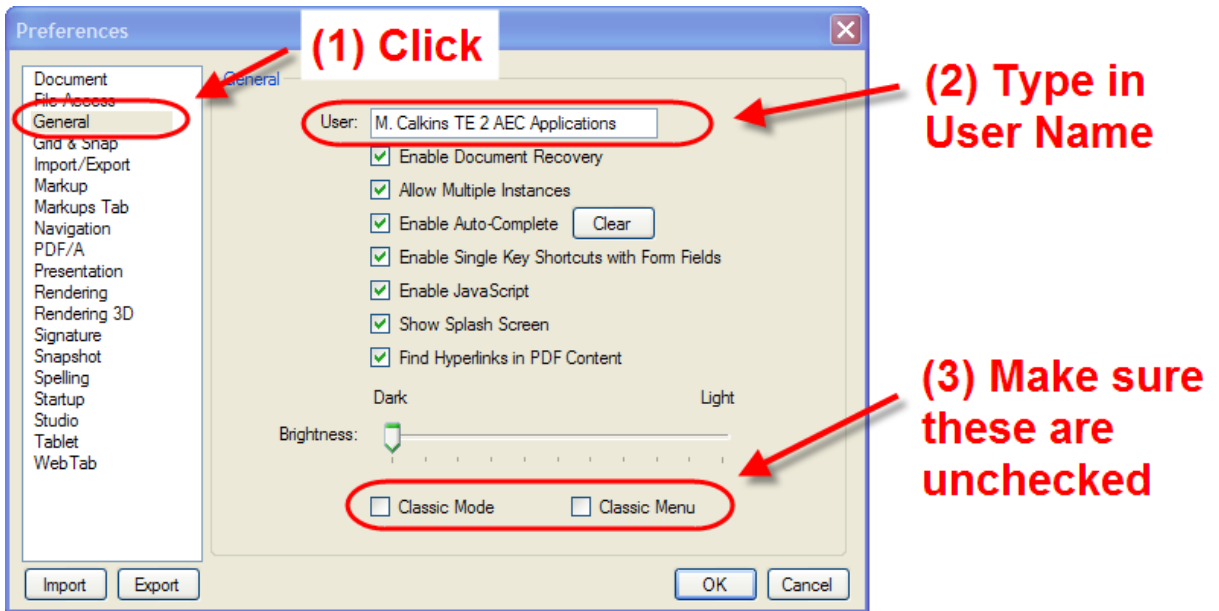 Preferences
(1) Click
Document
File Access
General
Grid & Snap
Import/Export
Markup
Markups Tab
Navigation
PDF/A
Presentation
Rendering
Rendering 3D
Signature
Snapshot
Spelling
Startup
Studio
Tablet
WebTab
Import Export
General
User: M. Calkins TE 2 AEC Applications
Enable Document Recovery
Allow Multiple Instances
Enable Auto-Complete Clear
Enable Single Key Shortcuts with Form Fields
Enable JavaScript
Show Splash Screen
Find Hyperlinks in PDF Content
Dark Light
Brightness:
Classic Mode Classic Menu
OK Cancel
(2) Type in
User Name
(3) Make sure
these are
unchecked